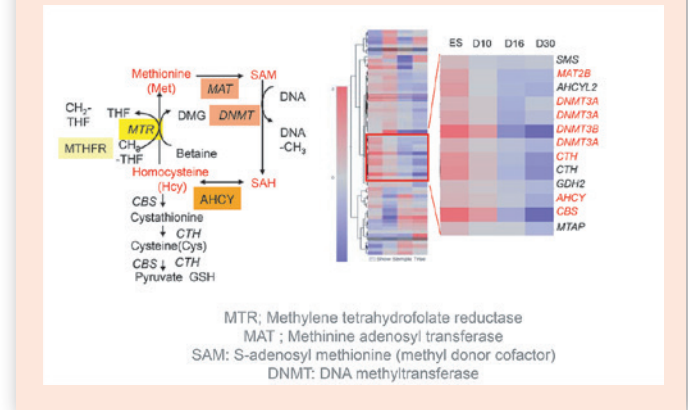 Methionine
(Met)
SAM
MAT
CH2-
THF
THF
DMG
DNMT
DNA
MTR
DNA
-CH3
MTHFR
CH3
-THF
Betaine
Homocysteine
(Hcy)
SAH
AHCY
CBS
Cystathionine
CTH
Cysteine(Cys)
CBS CTH
Pyruvate GSH
ES D10 D16 D30
SMS
MAT2B
AHCYL2
DNMT3A
DNMT3A
DNMT3B
DNMT3A
CTH
CTH
GDH2
AHCY
CBS
MTAP
MTR; Methylene tetrahydrofolate reductase
MAT ; Methinine adenosyl transferase
SAM: S-adenosyl methionine (methyl donor cofactor)
DNMT: DNA methyltransferase